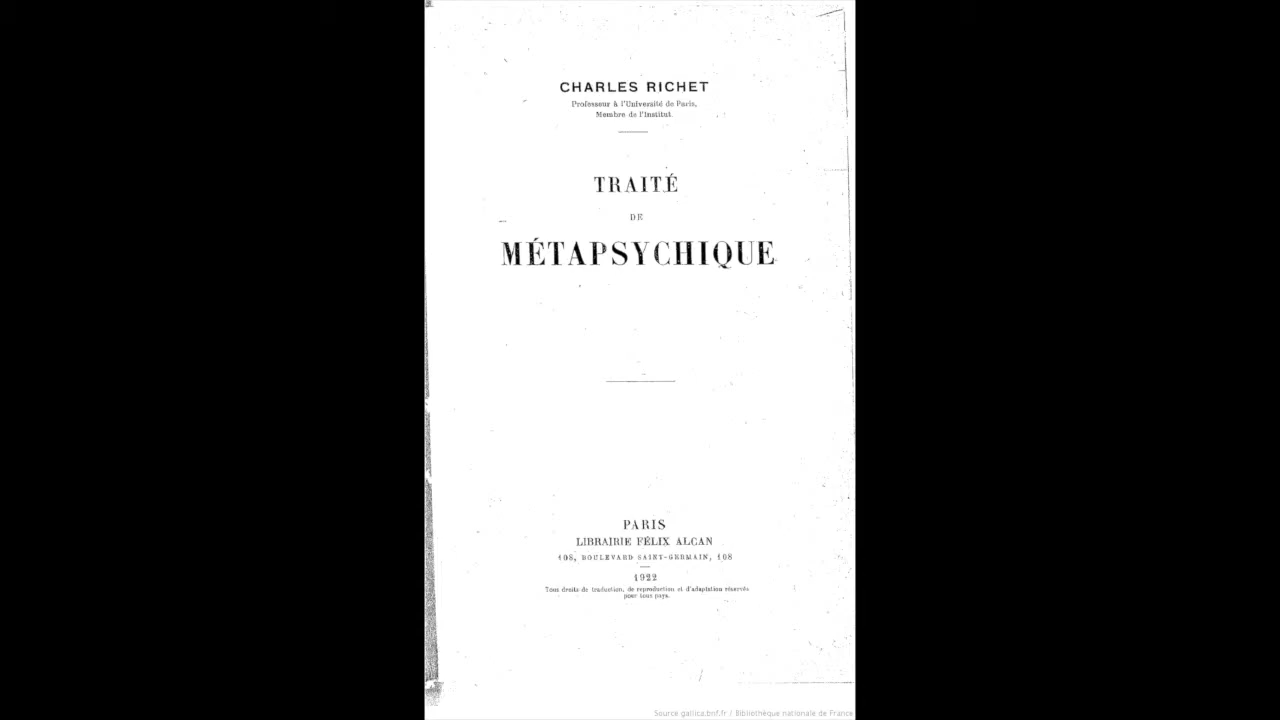 CHARLES RICHET
Professeur à l'Université de Paris,
Membre de l'Institut.
TRAITÉ
DE
MÉTAPSYCHIQUE
PARIS
LIBRAIRIE FÉLIX ALCAN
108, BOULEVARD SAINT-GERMAIN, 108
1922
Tous droits de traduction, de reproduction et d'adaptation réservés
pour tous pays.
Source gallica.bnf.fr / Bibliothèque nationale de France